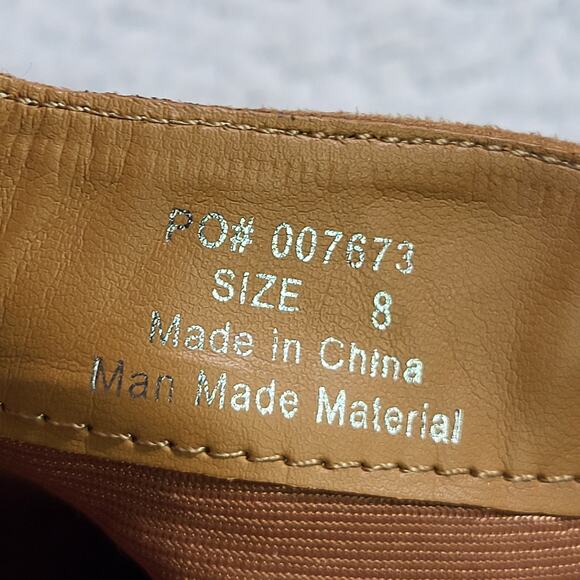 PO# 007673
SIZE 8
Made in China
Man Made Material